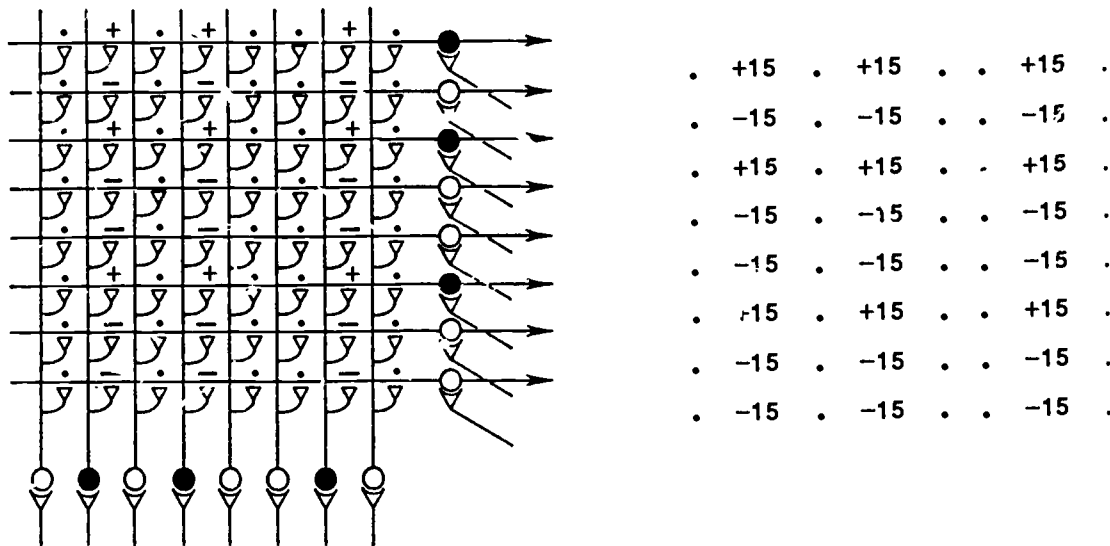 . + . + . . + .
. +15 . +15 . . +15 .
. − . − . . − .
. −15 . −15 . . −15 .
. + . + . . + .
. +15 . +15 . . +15 .
. − . − . . − .
. −15 . −15 . . −15 .
. − . − . . − .
. −15 . −15 . . −15 .
. + . + . . + .
. +15 . +15 . . +15 .
. − . − . . − .
. −15 . −15 . . −15 .
. − . − . . − .
. −15 . −15 . . −15 .